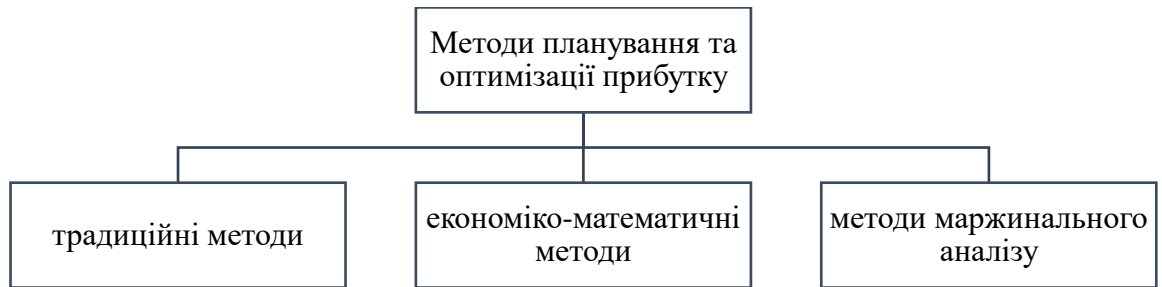 Методи планування та
оптимізації прибутку
традиційні методи
економіко-математичні
методи
методи маржинального
аналізу